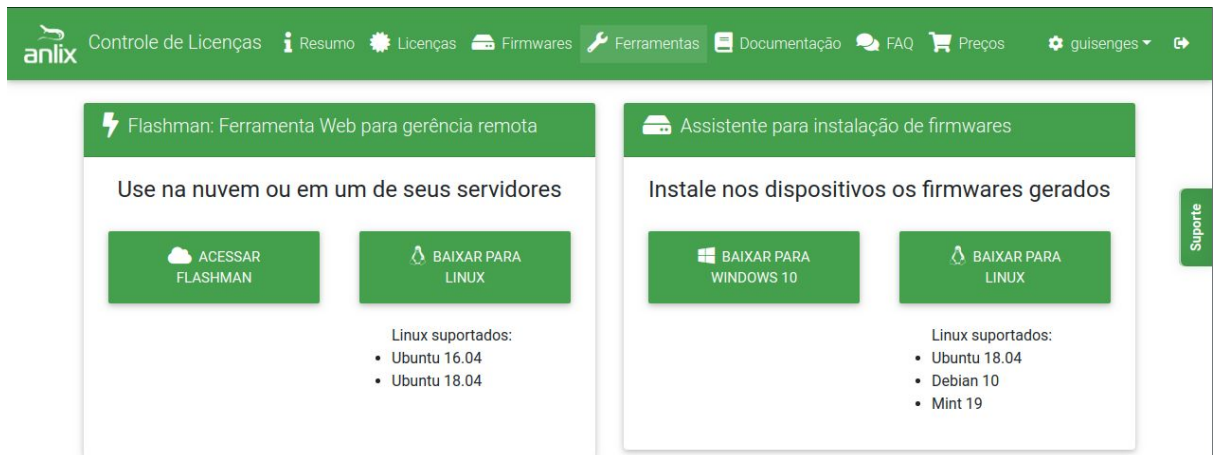 anlix Controle de Licenças Resumo Licenças Firmwares Ferramentas Documentação FAQ Preços guisenges
Flashman: Ferramenta Web para gerência remota
Use na nuvem ou em um de seus servidores
ACESSAR
FLASHMAN
BAIXAR PARA
LINUX
Linux suportados:
• Ubuntu 16.04
• Ubuntu 18.04
Assistente para instalação de firmwares
Instale nos dispositivos os firmwares gerados
BAIXAR PARA
WINDOWS 10
BAIXAR PARA
LINUX
Linux suportados:
• Ubuntu 18.04
• Debian 10
• Mint 19
Suporte